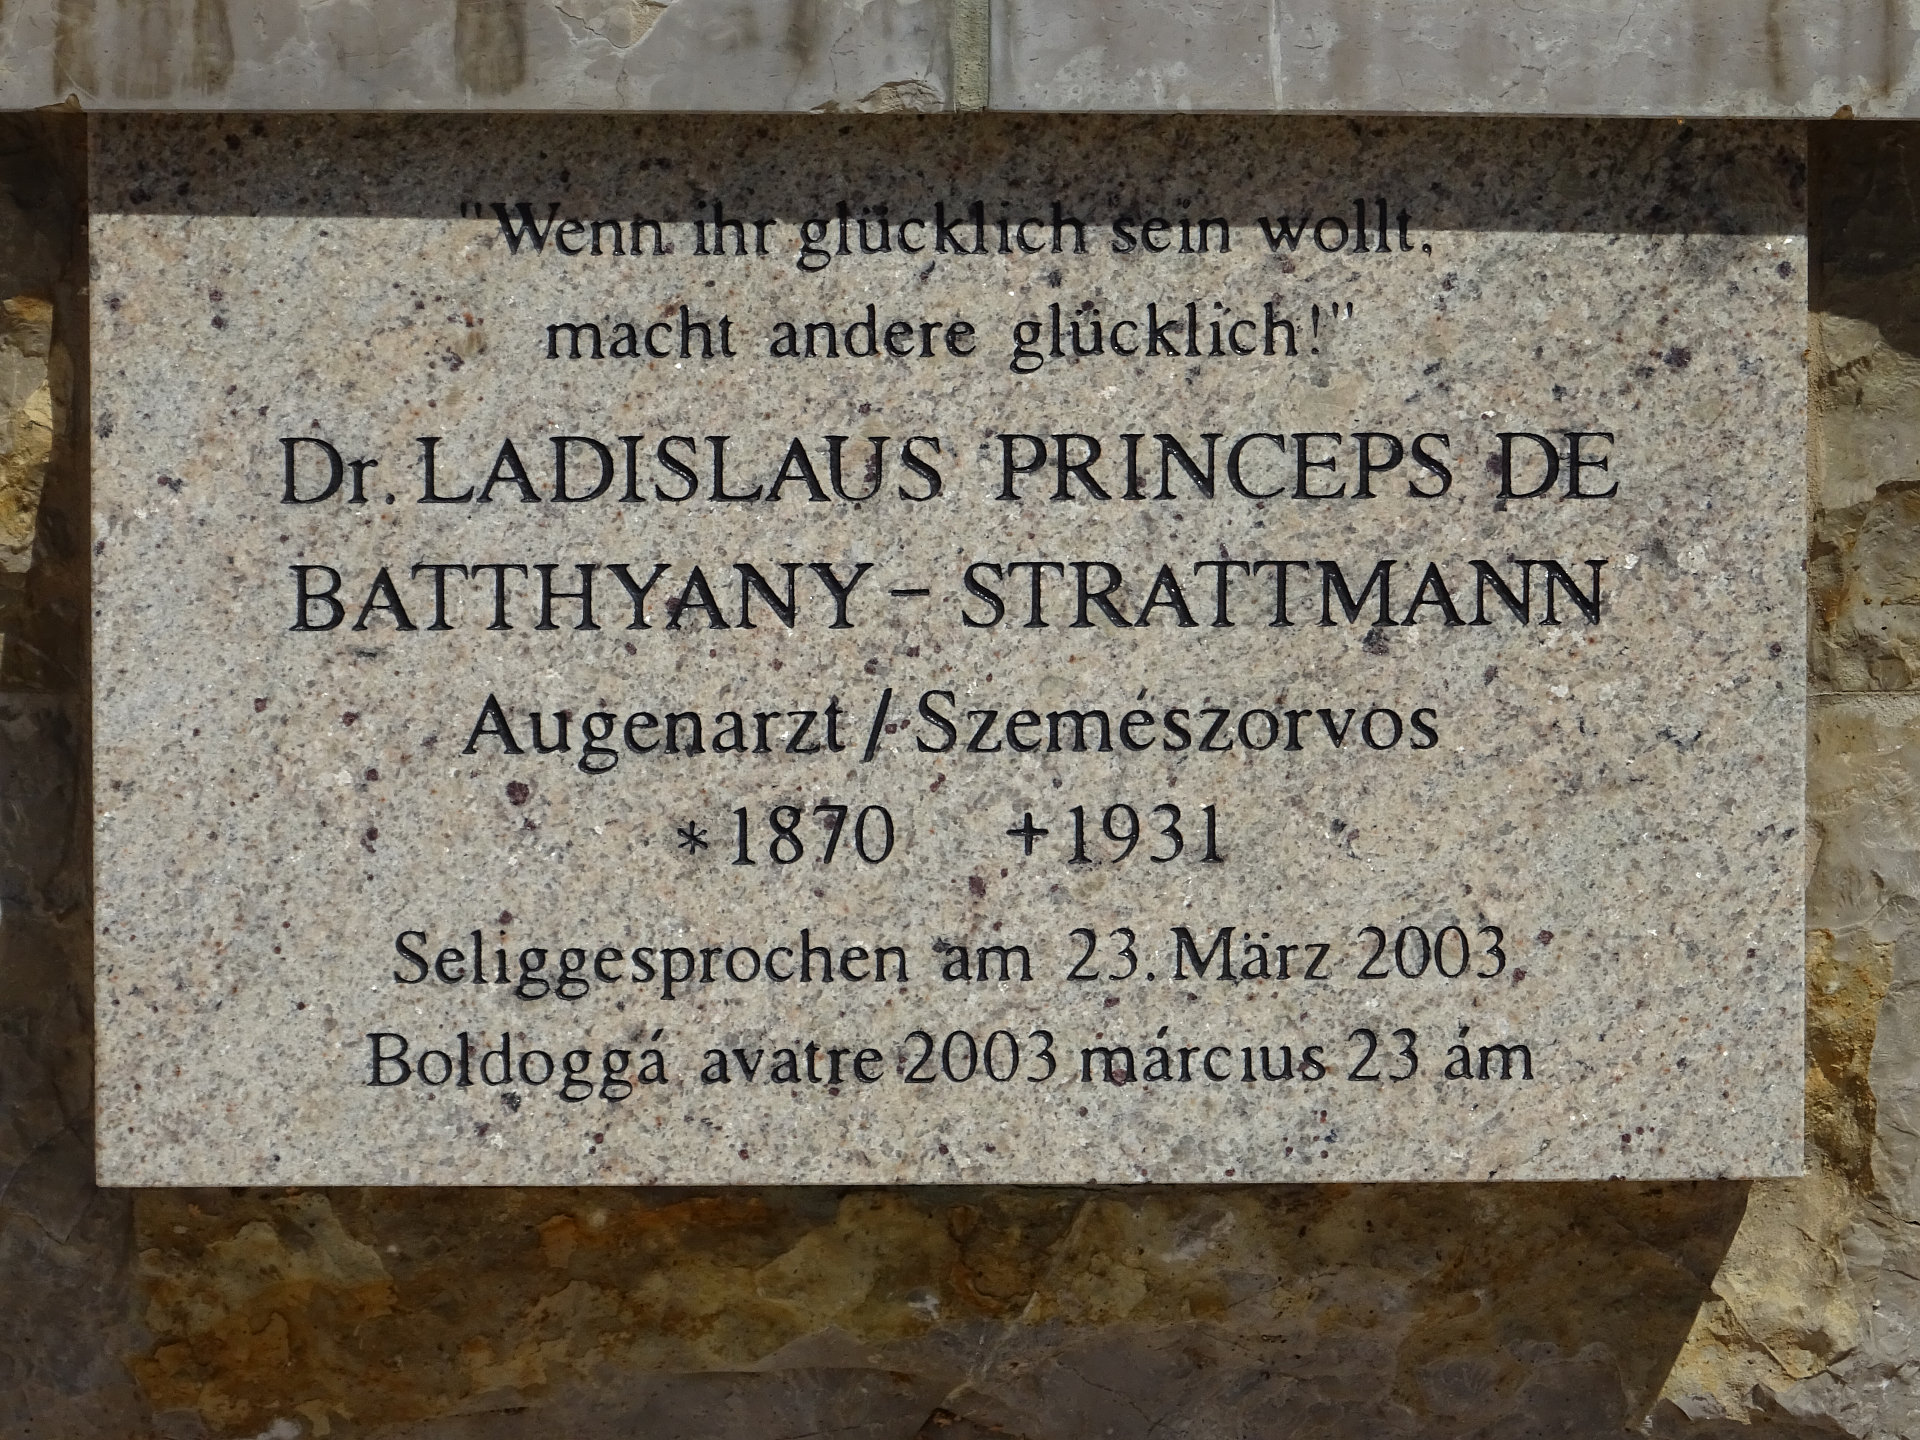 "Wenn ihr glücklich sein wollt,
macht andere glücklich!"
Dr. LADISLAUS PRINCEPS DE
BATTHYANY - STRATTMANN
Augenarzt / Szemészorvos
*1870 +1931
Seliggesprochen am 23. März 2003.
Boldoggá avatre 2003 március 23 ám